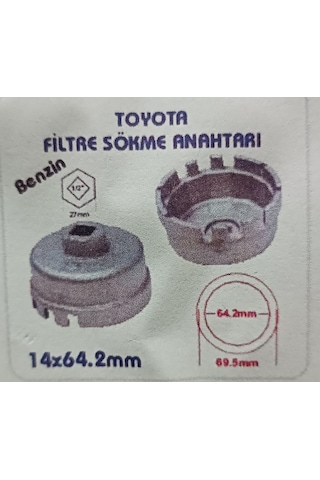 TOYOTA
FİLTRE SÖKME ANAHTARI
Benzin
1/2"
27mm
64.2mm
69.5mm
14x64.2mm